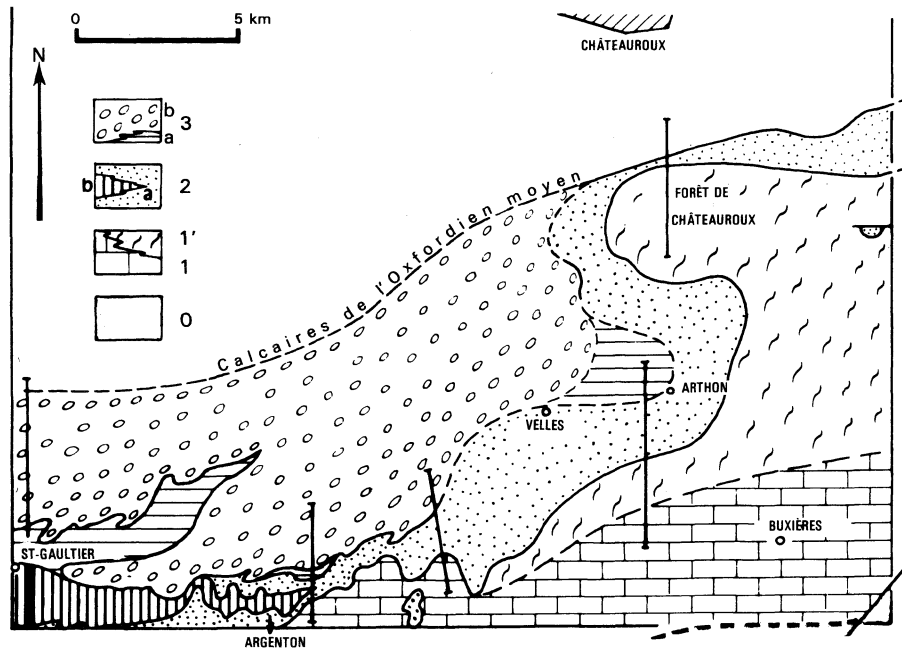 0 5 km
CHÂTEAUROUX
N
b
3
a
b 2
a
1'
1
0
Calcaires de l'Oxfordien moyen
FORÊT DE
CHÂTEAUROUX
ARTHON
VELLES
BUXIÈRES
ST-GAULTIER
ARGENTON